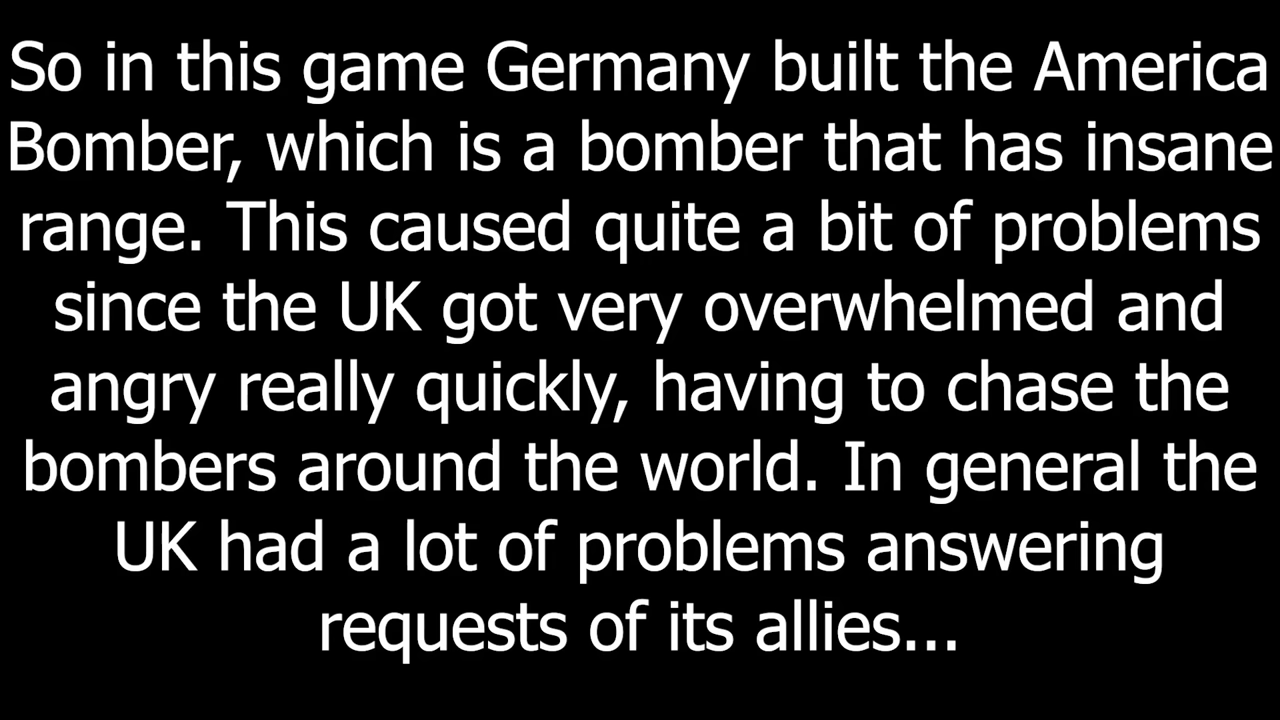 So in this game Germany built the America
Bomber, which is a bomber that has insane
range. This caused quite a bit of problems
since the UK got very overwhelmed and
angry really quickly, having to chase the
bombers around the world. In general the
UK had a lot of problems answering
requests of its allies...